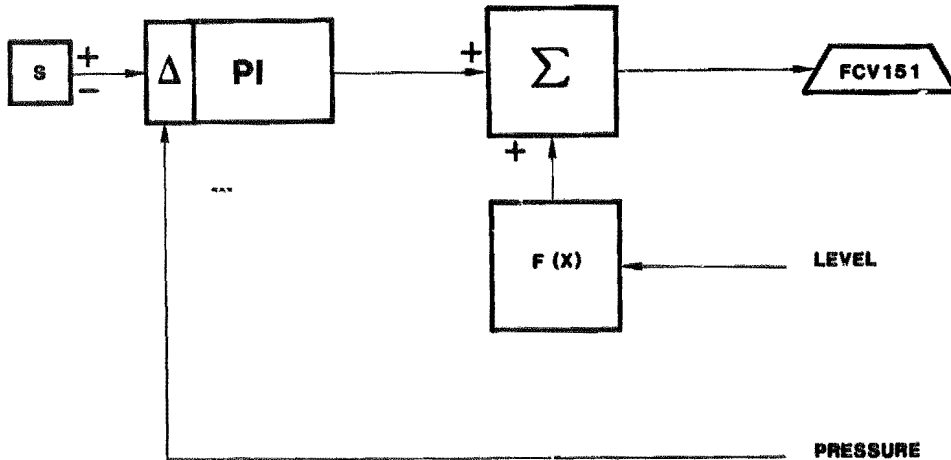 S
+
−
Δ PI
+
Σ
FCV151
+
F (X)
LEVEL
PRESSURE